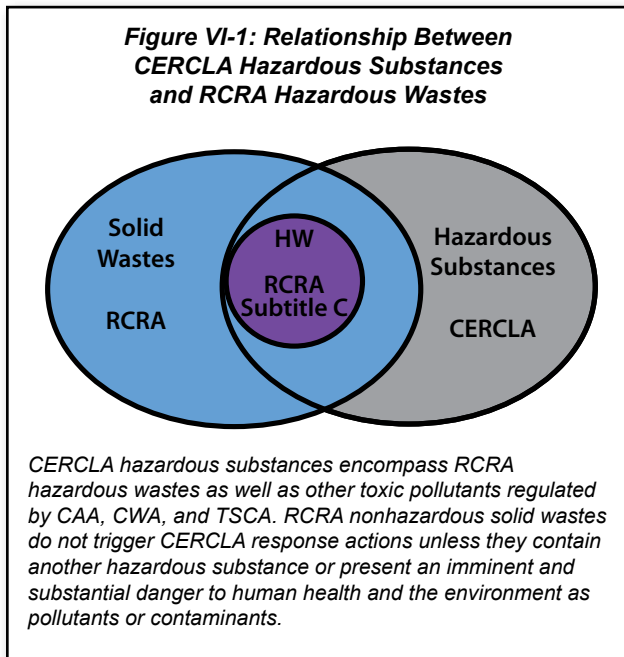 Figure VI-1: Relationship Between
CERCLA Hazardous Substances
and RCRA Hazardous Wastes
Solid
Wastes
RCRA
HW
RCRA
Subtitle C
Hazardous
Substances
CERCLA
CERCLA hazardous substances encompass RCRA
hazardous wastes as well as other toxic pollutants regulated
by CAA, CWA, and TSCA. RCRA nonhazardous solid wastes
do not trigger CERCLA response actions unless they contain
another hazardous substance or present an imminent and
substantial danger to human health and the environment as
pollutants or contaminants.